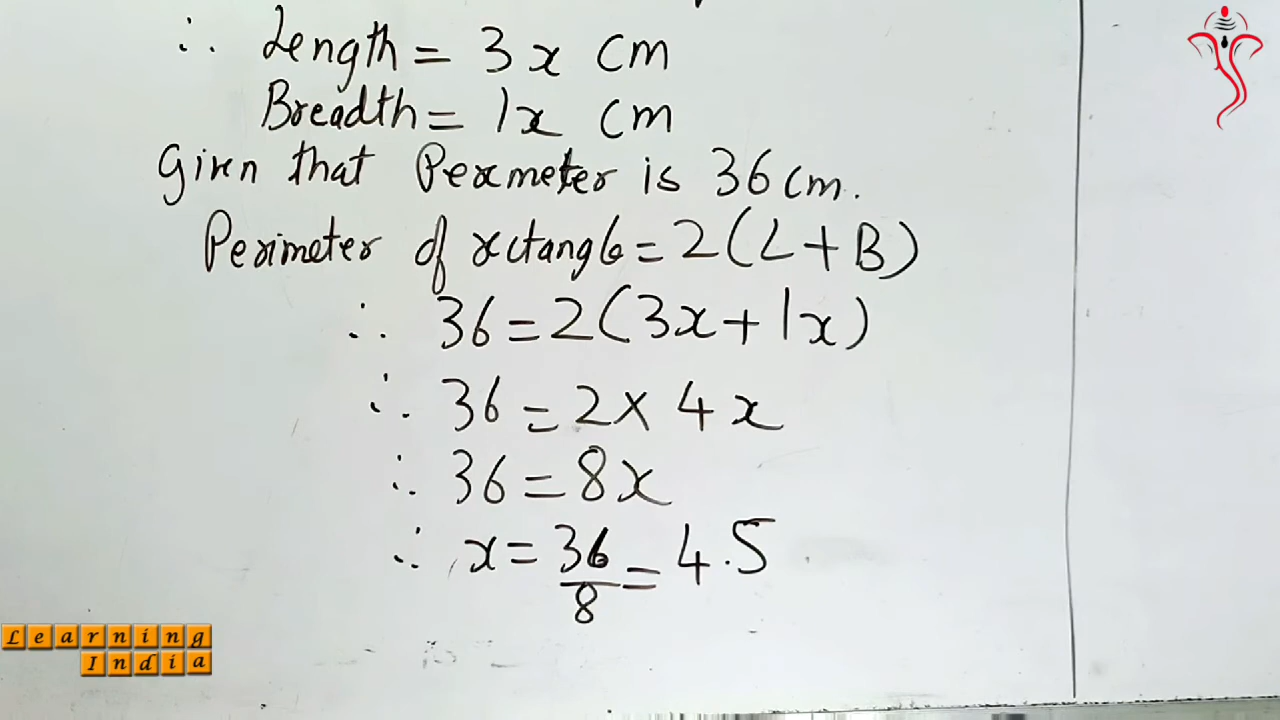 ∴ Length = 3x cm
Breadth = 1x cm
Given that Perimeter is 36 cm.
Perimeter of rectangle = 2(L+B)
∴ 36 = 2(3x+1x)
∴ 36 = 2 × 4x
∴ 36 = 8x
∴ x = 36/8 = 4.5
Learning
India